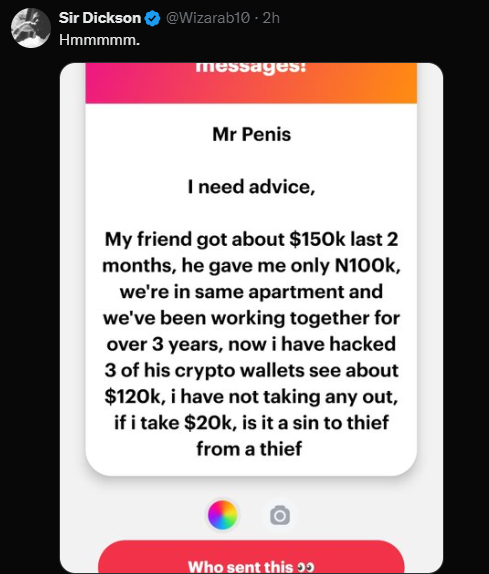 Sir Dickson @Wizarab10 · 2h
Hmmmmm.
messages!
Mr Penis
I need advice,
My friend got about $150k last 2
months, he gave me only N100k,
we're in same apartment and
we've been working together for
over 3 years, now i have hacked
3 of his crypto wallets see about
$120k, i have not taking any out,
if i take $20k, is it a sin to thief
from a thief
Who sent this 👀